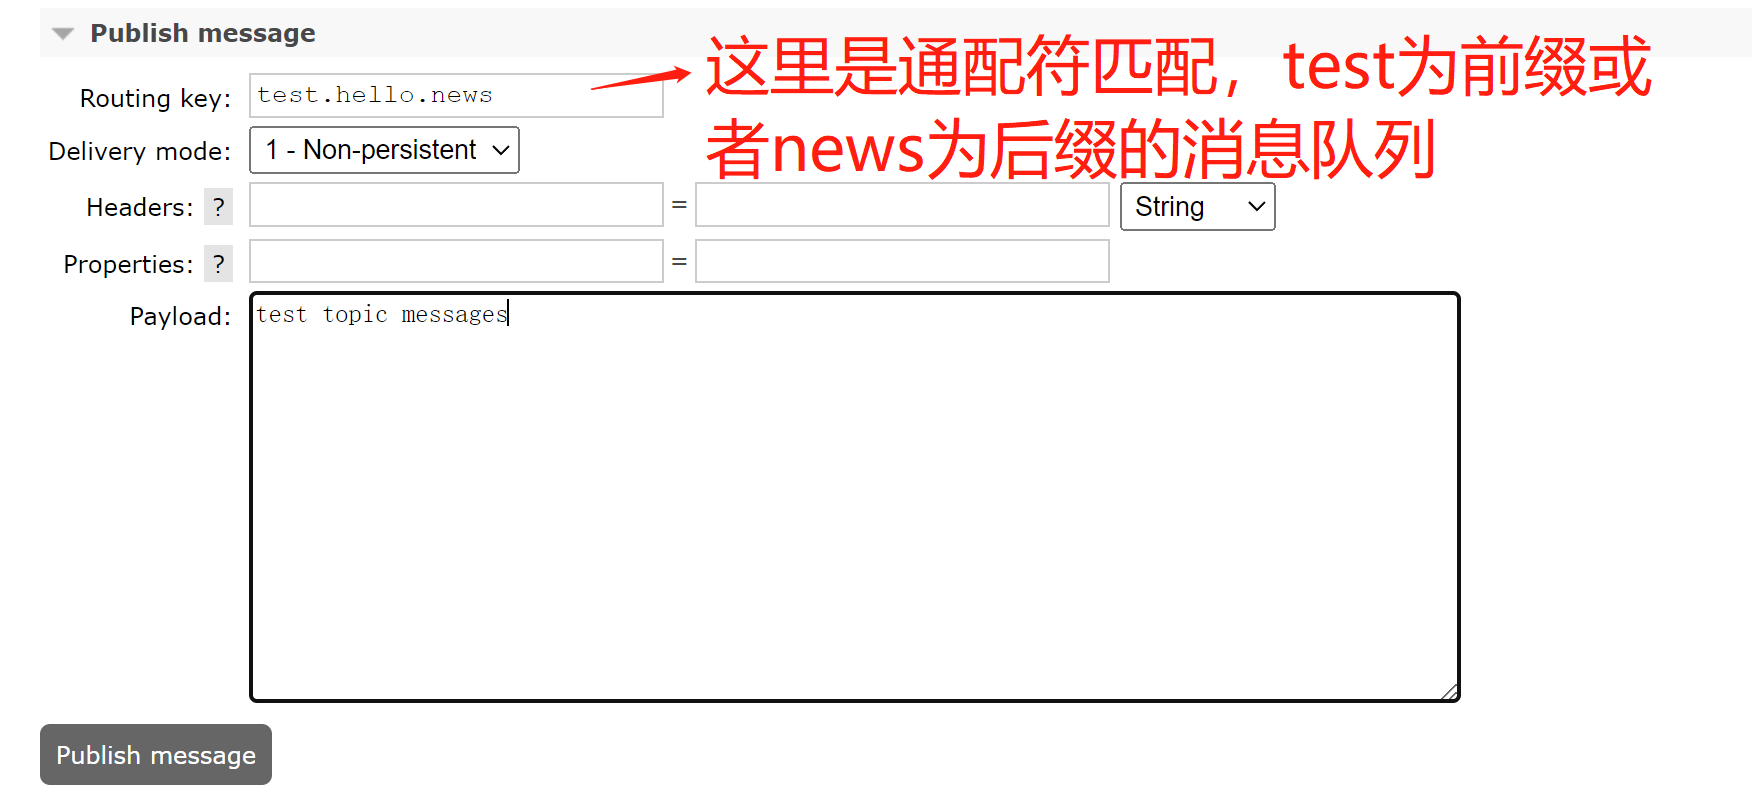 Publish message
这里是通配符匹配，test为前缀或
者news为后缀的消息队列
Routing key: test.hello.news
Delivery mode: 1 - Non-persistent
Headers: ? = String
Properties: ? =
Payload: test topic messages
Publish message